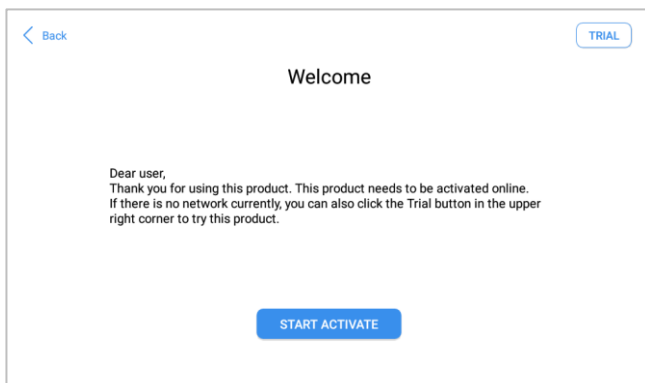 Back
TRIAL
Welcome
Dear user,
Thank you for using this product. This product needs to be activated online.
If there is no network currently, you can also click the Trial button in the upper
right corner to try this product.
START ACTIVATE